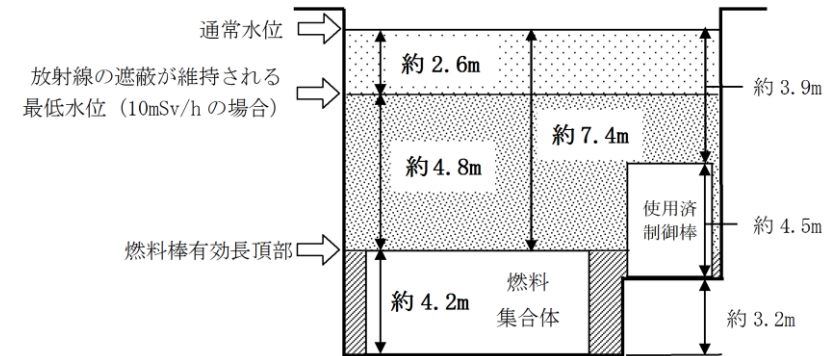 通常水位
放射線の遮蔽が維持される
最低水位（10mSv/hの場合）
燃料棒有効長頂部
約2.6m
約4.8m
約7.4m
約4.2m
燃料
集合体
使用済
制御棒
約3.9m
約4.5m
約3.2m